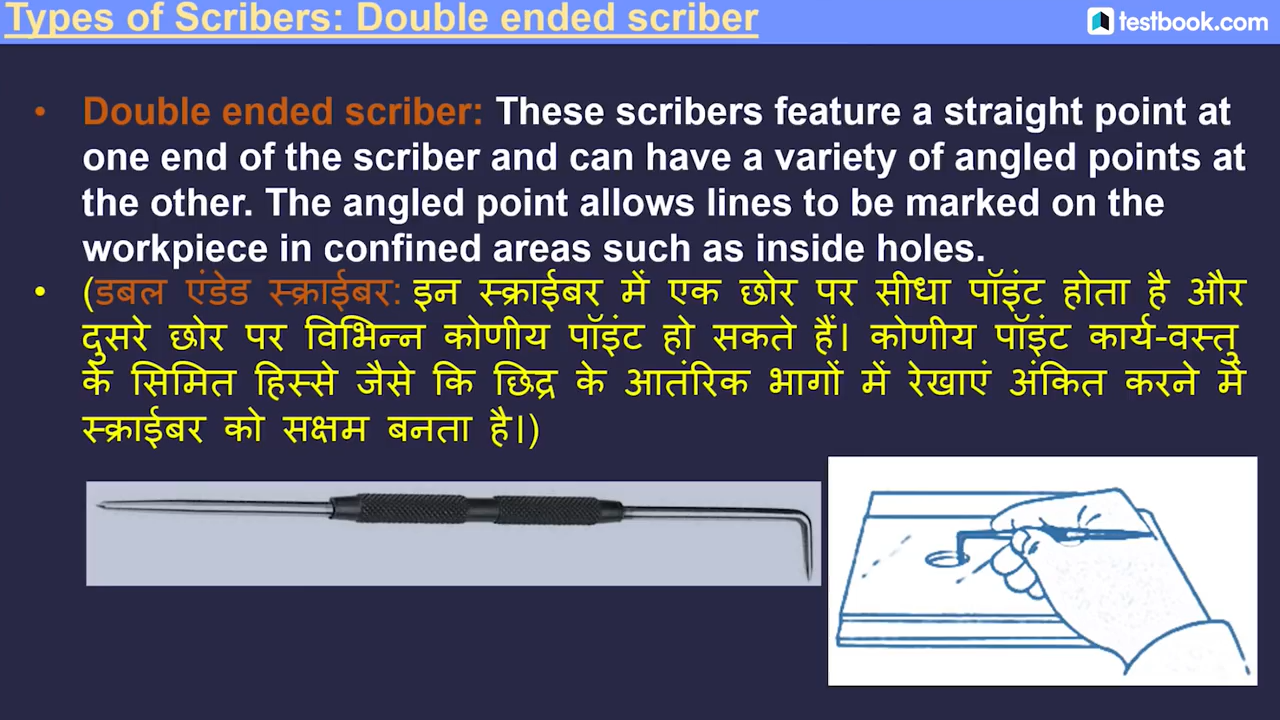 Types of Scribers: Double ended scriber
testbook.com
• Double ended scriber: These scribers feature a straight point at
one end of the scriber and can have a variety of angled points at
the other. The angled point allows lines to be marked on the
workpiece in confined areas such as inside holes.
• (डबल एंडेड स्क्राईबर: इन स्क्राईबर में एक छोर पर सीधा पॉइंट होता है और
दुसरे छोर पर विभिन्न कोणीय पॉइंट हो सकते हैं। कोणीय पॉइंट कार्य-वस्तु
के सिमित हिस्से जैसे कि छिद्र के आतंरिक भागों में रेखाएं अंकित करने में
स्क्राईबर को सक्षम बनता है।)